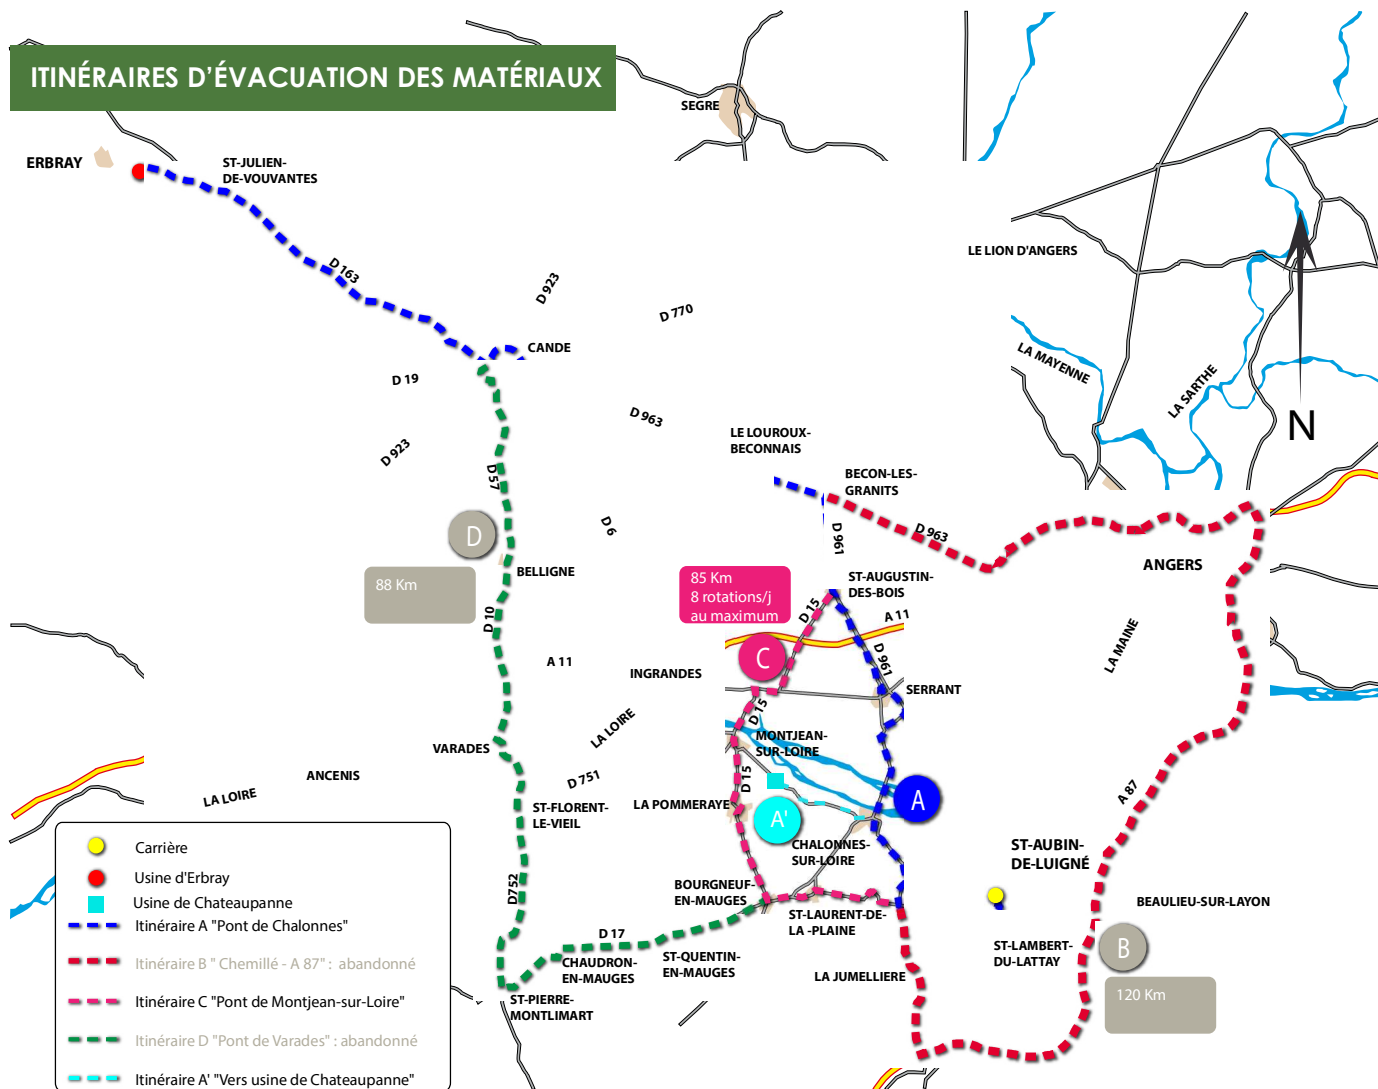 ITINÉRAIRES D'ÉVACUATION DES MATÉRIAUX
SEGRE
ERBRAY
ST-JULIEN-
DE-VOUVANTES
LE LION D'ANGERS
D 163
D 923
D 770
CANDE
LA MAYENNE
LA SARTHE
D 19
N
D 963
LE LOUROUX-
BECONNAIS
D 923
BECON-LES-
GRANITS
D 57
D 6
D 961
D 963
D
BELLIGNE
ANGERS
88 Km
85 Km
8 rotations/j
au maximum
ST-AUGUSTIN-
DES-BOIS
D 10
D 15
A 11
A 11
C
D 961
LA MAINE
INGRANDES
SERRANT
D 15
LA LOIRE
VARADES
MONTJEAN-
SUR-LOIRE
ANCENIS
D 751
D 15
LA LOIRE
A 87
A
ST-FLORENT-
LE-VIEIL
LA POMMERAYE
A'
CHALONNES-
SUR-LOIRE
ST-AUBIN-
DE-LUIGNÉ
D752
BOURGNEUF-
EN-MAUGES
BEAULIEU-SUR-LAYON
ST-LAURENT-DE-
LA -PLAINE
D 17
ST-LAMBERT-
DU-LATTAY
B
CHAUDRON-
EN-MAUGES
ST-QUENTIN-
EN-MAUGES
LA JUMELLIERE
120 Km
ST-PIERRE-
MONTLIMART
Carrière
Usine d'Erbray
Usine de Chateaupanne
Itinéraire A "Pont de Chalonnes"
Itinéraire B " Chemillé - A 87" : abandonné
Itinéraire C "Pont de Montjean-sur-Loire"
Itinéraire D "Pont de Varades" : abandonné
Itinéraire A' "Vers usine de Chateaupanne"